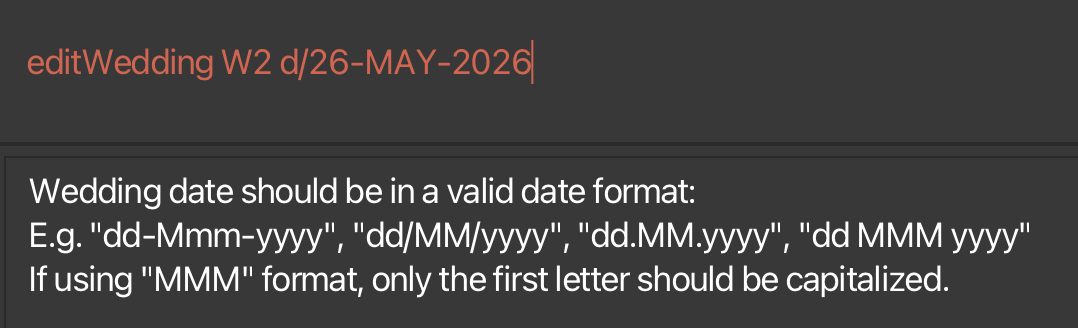 editWedding W2 d/26-MAY-2026
Wedding date should be in a valid date format:
E.g. "dd-Mmm-yyyy", "dd/MM/yyyy", "dd.MM.yyyy", "dd MMM yyyy"
If using "MMM" format, only the first letter should be capitalized.